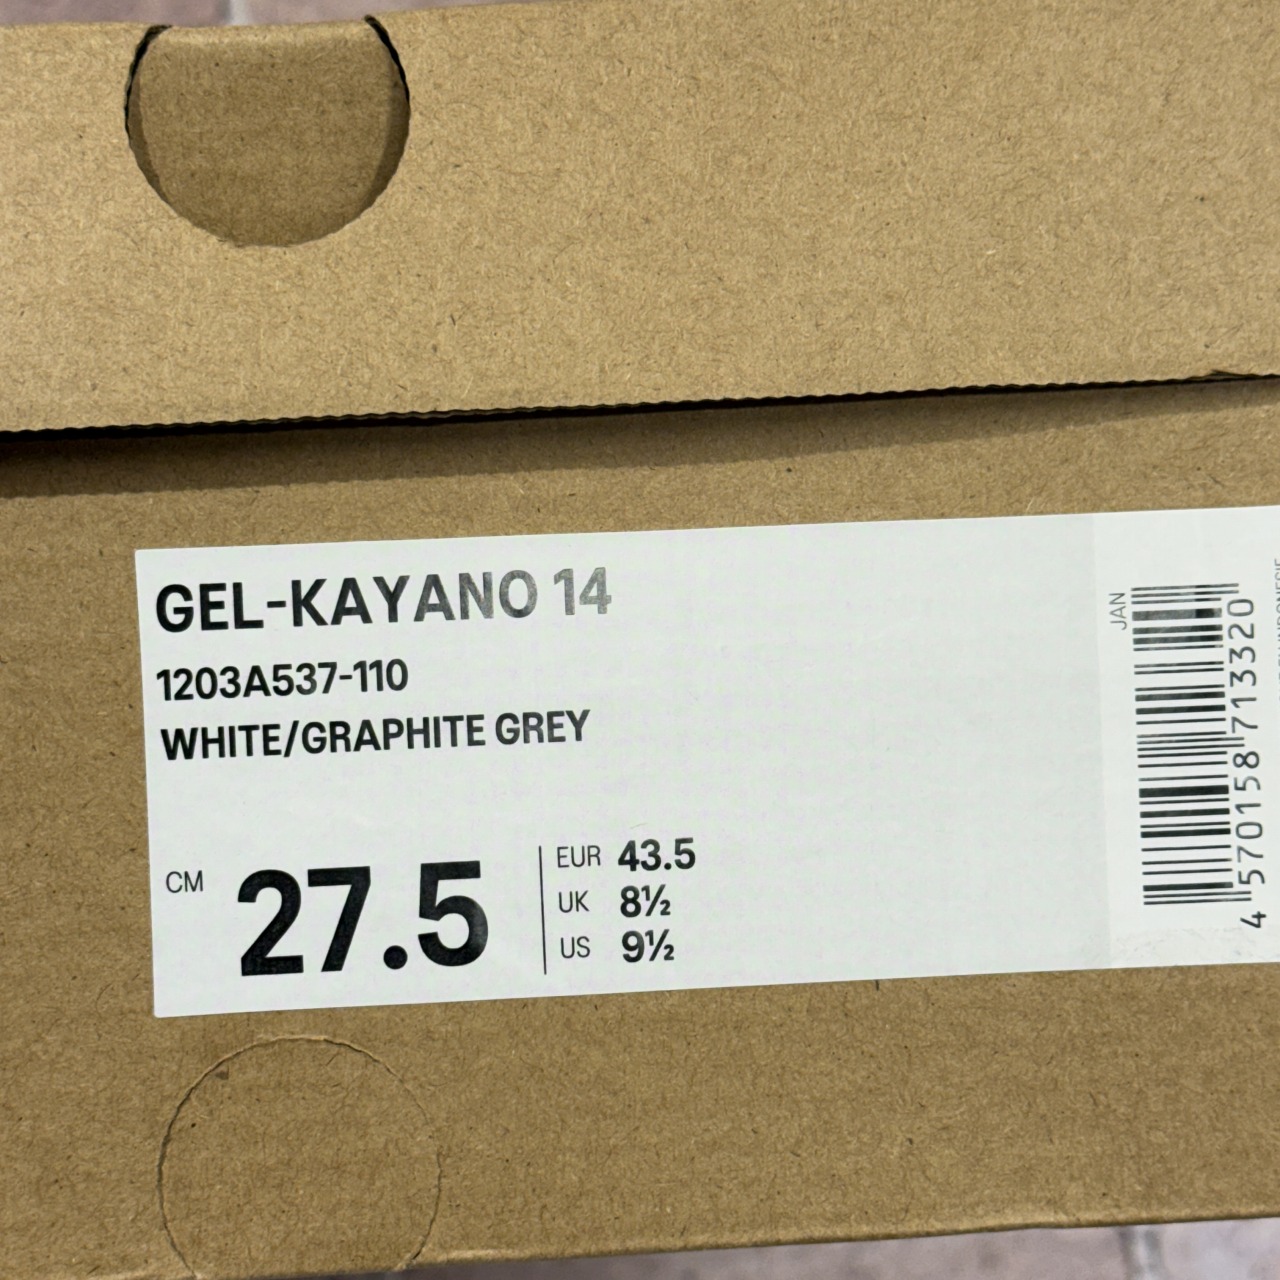 GEL-KAYANO 14
1203A537-110
WHITE/GRAPHITE GREY
CM 27.5
EUR 43.5
UK 8½
US 9½
JAN
4 570158 713320